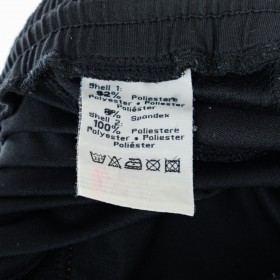 Shell 1:
92% Poliestere
Polyester • Poliester
Poliéster
8% Spandex
Shell 2:
100% Poliestere
Polyester • Poliester
Poliéster